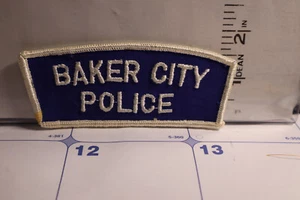 BAKER CITY
POLICE
12
13
2 in